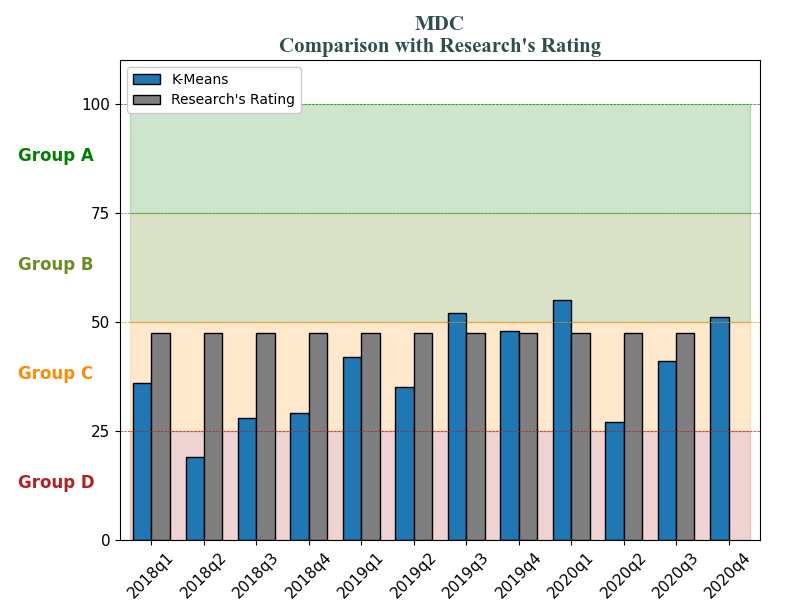 MDC
Comparison with Research's Rating
K-Means
Research's Rating
100
Group A
75
Group B
50
Group C
25
Group D
0
2018q1
2018q2
2018q3
2018q4
2019q1
2019q2
2019q3
2019q4
2020q1
2020q2
2020q3
2020q4